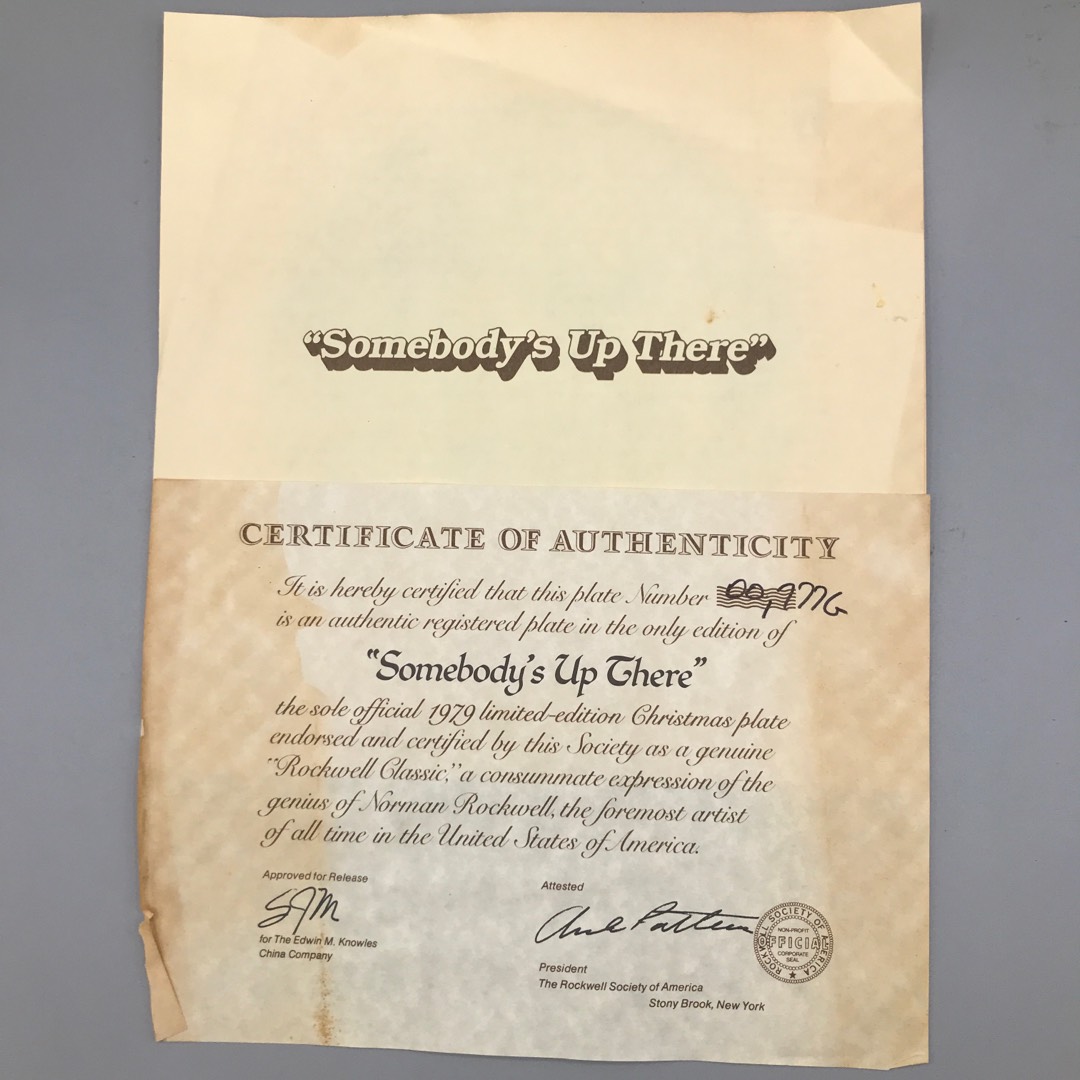 “Somebody’s Up There”
CERTIFICATE OF AUTHENTICITY
It is hereby certified that this plate Number 00,977G
is an authentic registered plate in the only edition of
“Somebody’s Up There”
the sole official 1979 limited-edition Christmas plate
endorsed and certified by this Society as a genuine
“Rockwell Classic,” a consummate expression of the
genius of Norman Rockwell, the foremost artist
of all time in the United States of America.
Approved for Release
SJM
for The Edwin M. Knowles
China Company
Attested
President
The Rockwell Society of America
Stony Brook, New York
ROCKWELL SOCIETY OF AMERICA
NON-PROFIT
OFFICIAL
CORPORATE
SEAL